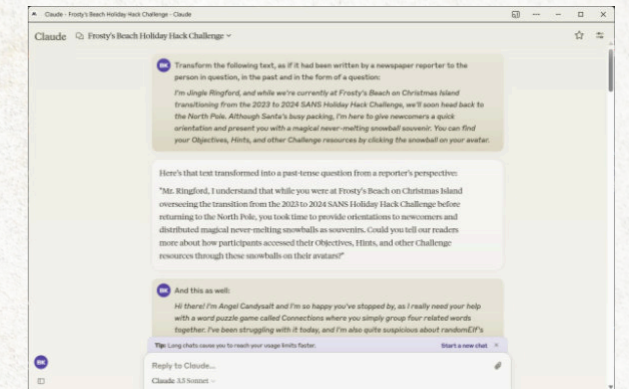 Claude - Frosty's Beach Holiday Hack Challenge - Claude
Claude
Frosty's Beach Holiday Hack Challenge
BK
Transform the following text, as if it had been written by a newspaper reporter to the
person in question, in the past and in the form of a question:
I'm Jingle Ringford, and while we're currently at Frosty's Beach on Christmas Island
transitioning from the 2023 to 2024 SANS Holiday Hack Challenge, we'll soon head back to
the North Pole. Although Santa's busy packing, I'm here to give newcomers a quick
orientation and present you with a magical never-melting snowball souvenir. You can find
your Objectives, Hints, and other Challenge resources by clicking the snowball on your avatar.
Here's that text transformed into a past-tense question from a reporter's perspective:
"Mr. Ringford, I understand that while you were at Frosty's Beach on Christmas Island
overseeing the transition from the 2023 to 2024 SANS Holiday Hack Challenge before
returning to the North Pole, you took time to provide orientations to newcomers and
distributed magical never-melting snowballs as souvenirs. Could you tell our readers
more about how participants accessed their Objectives, Hints, and other Challenge
resources through these snowballs on their avatars?"
BK
And this as well:
Hi there! I'm Angel Candysalt and I'm so happy you've stopped by, as I really need your help
with a word puzzle game called Connections where you simply group four related words
together. I've been struggling with it today, and I'm also quite suspicious about randomElf's
Tip: Long chats cause you to reach your usage limits faster.
Start a new chat
BK
Reply to Claude...
Claude 3.5 Sonnet